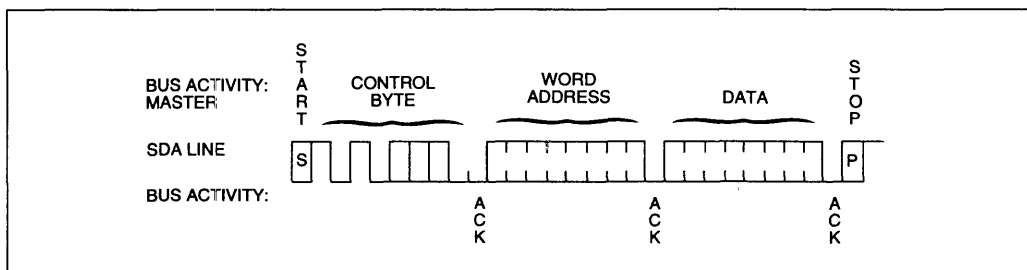 BUS ACTIVITY:
MASTER
START
CONTROL
BYTE
WORD
ADDRESS
DATA
STOP
SDA LINE
S
P
BUS ACTIVITY:
ACK
ACK
ACK